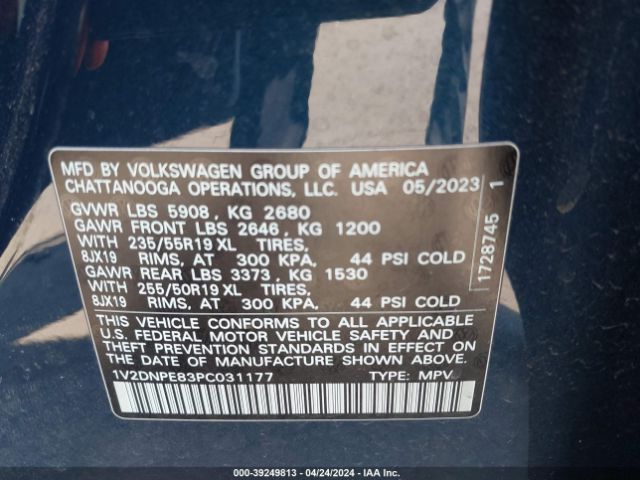 MFD BY VOLKSWAGEN GROUP OF AMERICA
CHATTANOOGA OPERATIONS, LLC. USA 05/2023
GVWR LBS 5908, KG 2680
GAWR FRONT LBS 2646, KG 1200
WITH 235/55R19 XL TIRES,
8JX19 RIMS, AT 300 KPA, 44 PSI COLD
GAWR REAR LBS 3373, KG 1530
WITH 255/50R19 XL TIRES,
8JX19 RIMS, AT 300 KPA, 44 PSI COLD
THIS VEHICLE CONFORMS TO ALL APPLICABLE
U.S. FEDERAL MOTOR VEHICLE SAFETY AND
THEFT PREVENTION STANDARDS IN EFFECT ON
THE DATE OF MANUFACTURE SHOWN ABOVE.
1V2DNPE83PC031177 TYPE: MPV
1728745 1
000-39249813 - 04/24/2024 - IAA Inc.